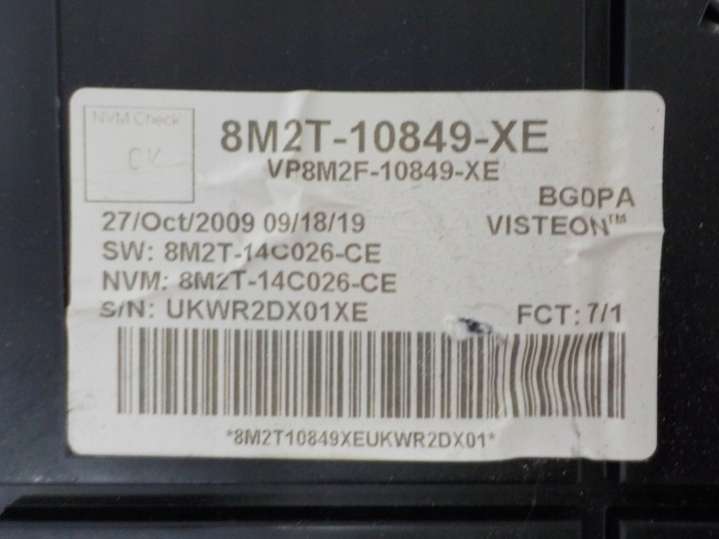 NVM Check
OK
8M2T-10849-XE
VP8M2F-10849-XE
BG0PA
27/Oct/2009 09/18/19
VISTEON™
SW: 8M2T-14C026-CE
NVM: 8M2T-14C026-CE
S/N: UKWR2DX01XE
FCT: 7/1
*8M2T10849XEUKWR2DX01*